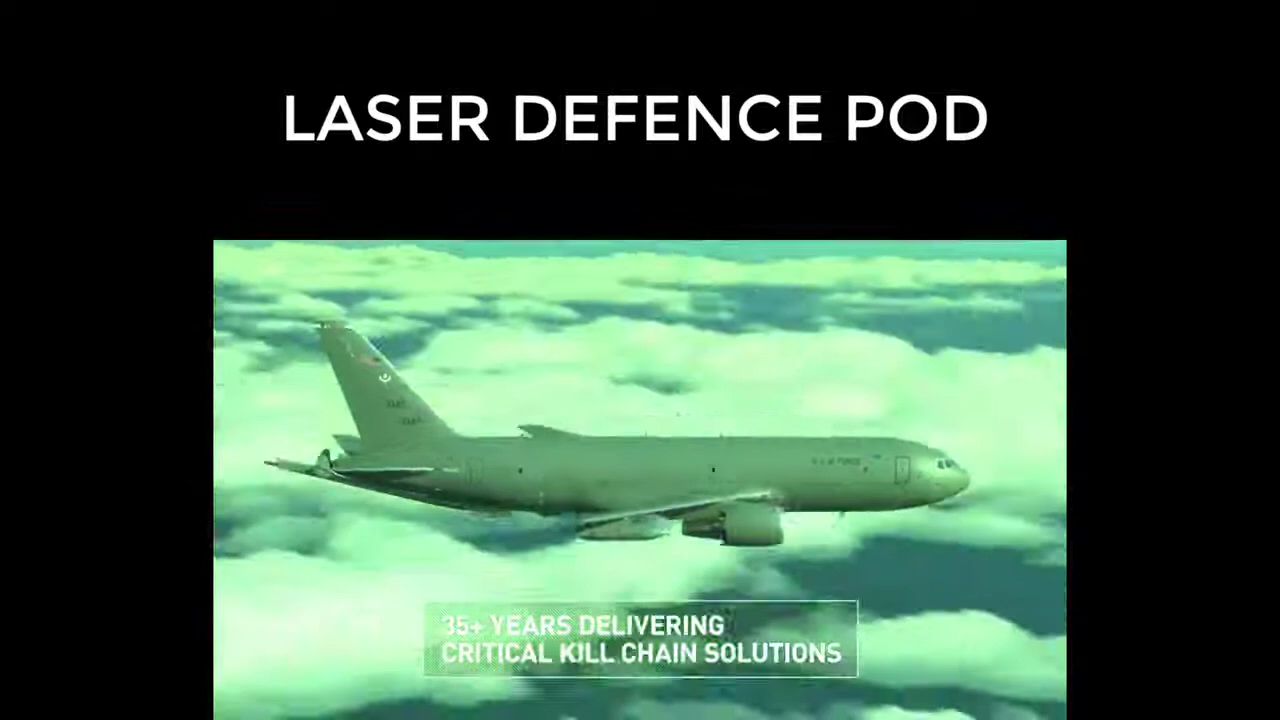 LASER DEFENCE POD
35+ YEARS DELIVERING
CRITICAL KILL CHAIN SOLUTIONS